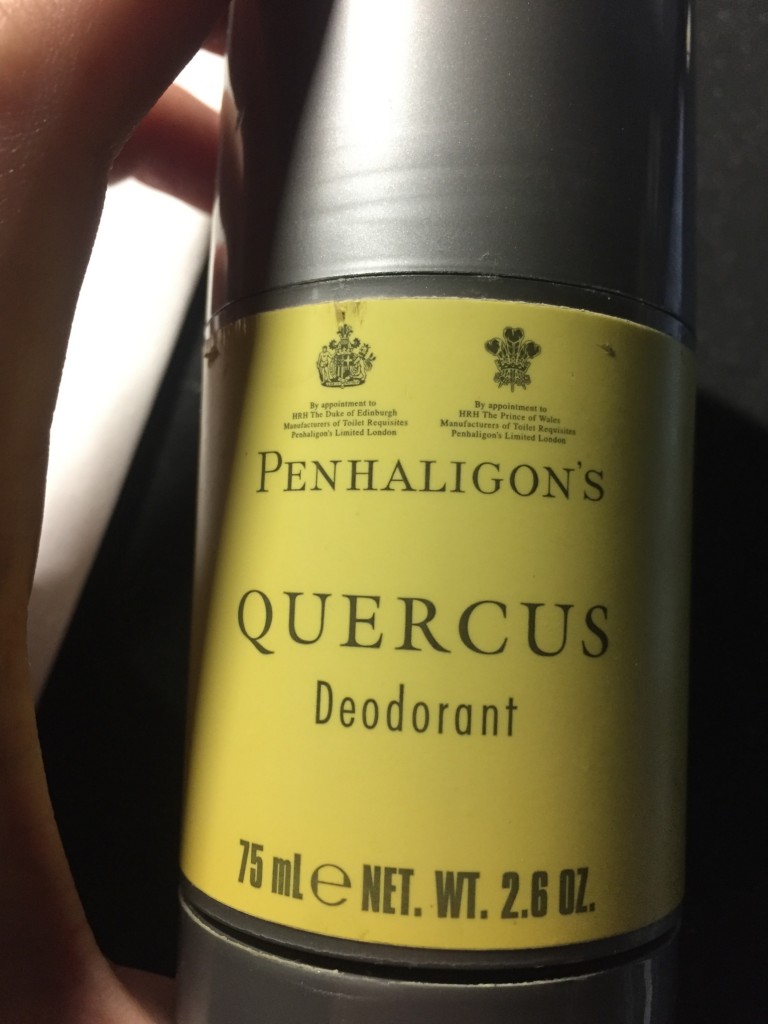 By appointment to
HRH The Duke of Edinburgh
Manufacturers of Toilet Requisites
Penhaligon's Limited London
By appointment to
HRH The Prince of Wales
Manufacturers of Toilet Requisites
Penhaligon's Limited London
PENHALIGON'S
QUERCUS
Deodorant
75 mL e NET. WT. 2.6 OZ.